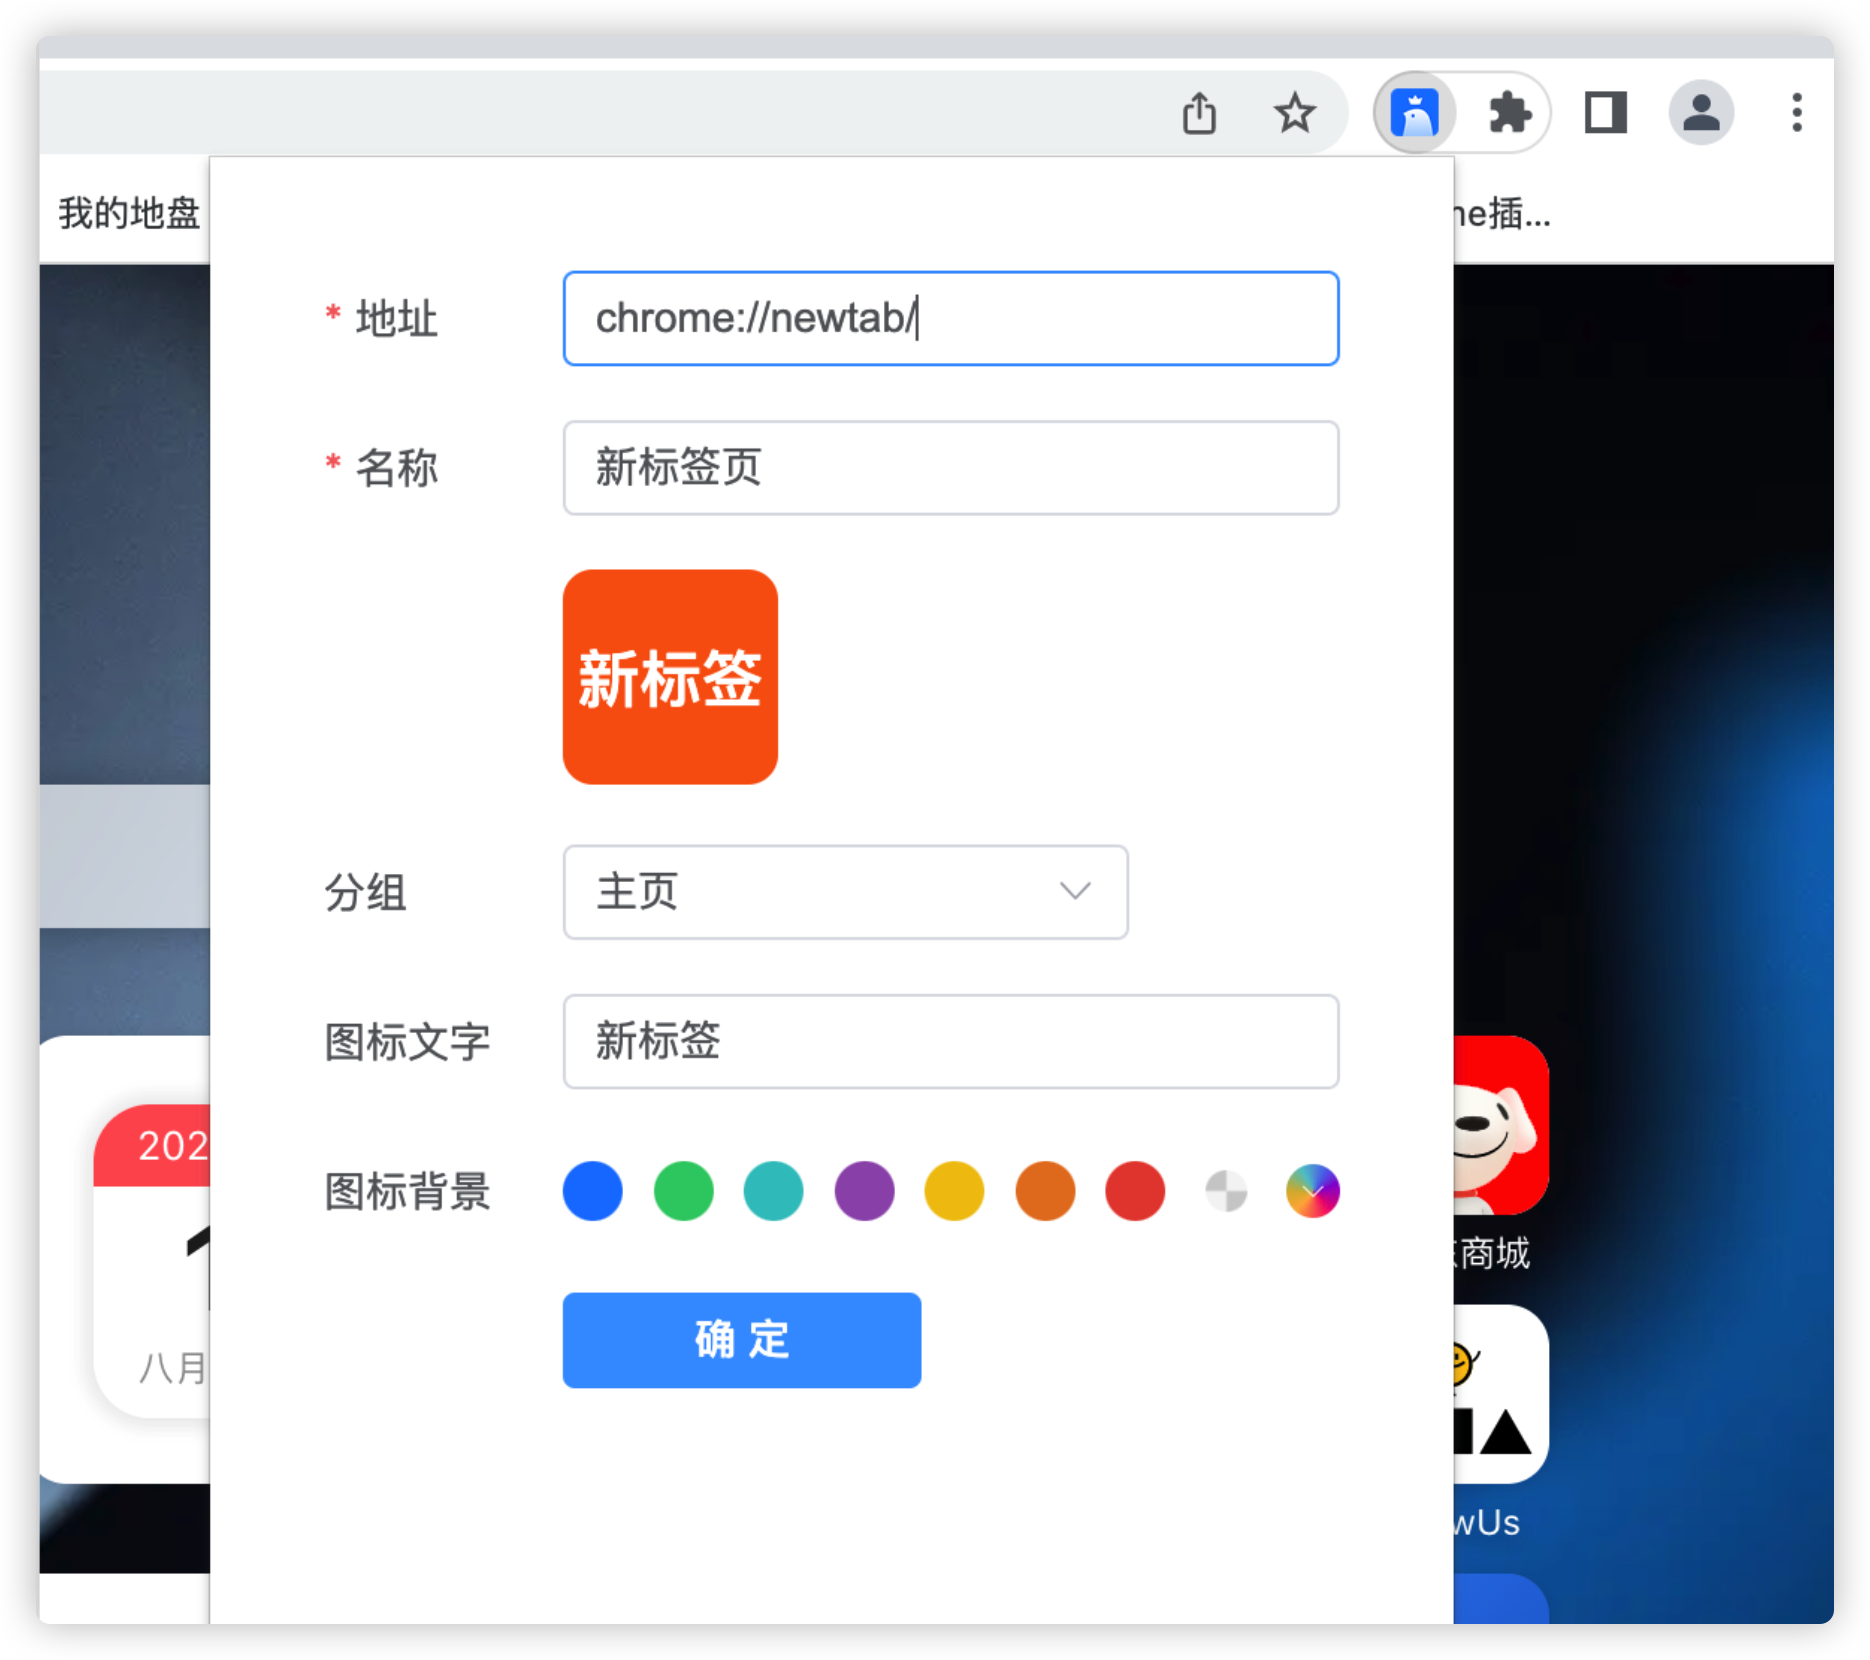 我的地盘
ne插...
* 地址
chrome://newtab/
* 名称
新标签页
新标签
分组
主页
图标文字
新标签
图标背景
确 定
202
八月
商城
wUs